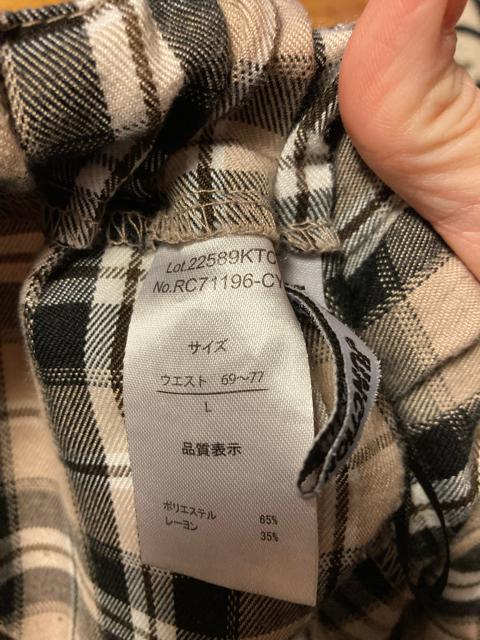 Lot.22589KTC
No.RC71196-CY
サイズ
ウエスト 69〜77
L
品質表示
ポリエステル 65%
レーヨン 35%